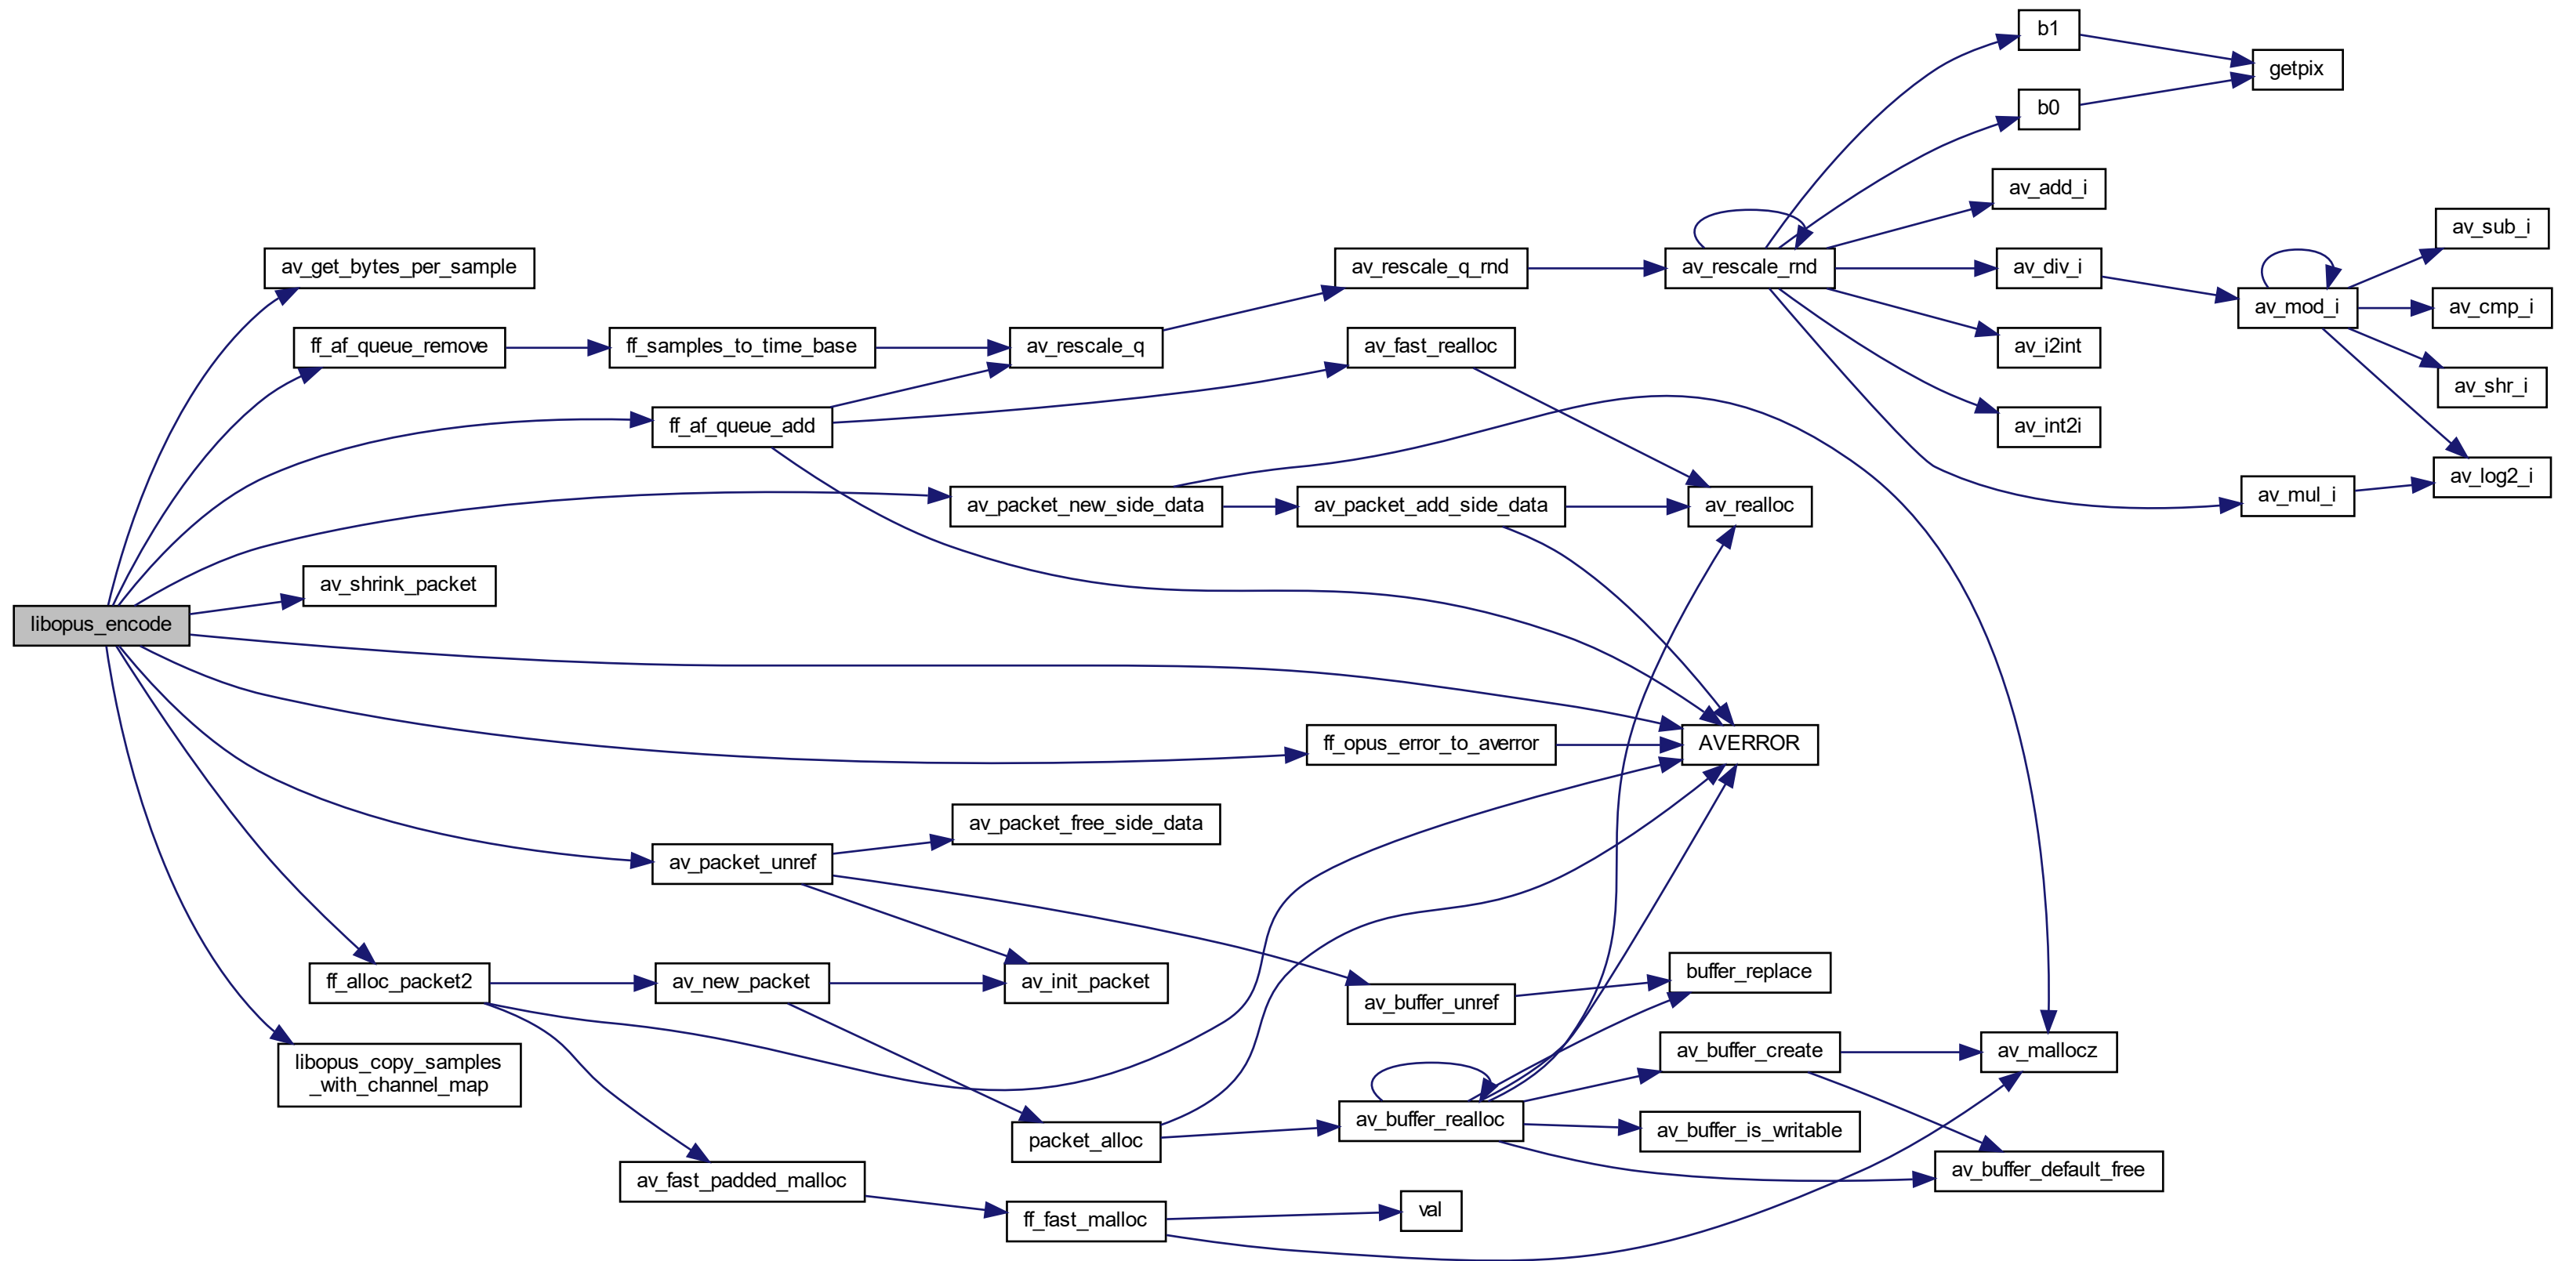 b1
getpix
b0
av_add_i
av_sub_i
av_get_bytes_per_sample
av_rescale_q_rnd
av_rescale_rnd
av_div_i
av_mod_i
av_cmp_i
ff_af_queue_remove
ff_samples_to_time_base
av_rescale_q
av_fast_realloc
av_i2int
av_shr_i
ff_af_queue_add
av_int2i
av_log2_i
av_packet_new_side_data
av_packet_add_side_data
av_realloc
av_mul_i
av_shrink_packet
libopus_encode
ff_opus_error_to_averror
AVERROR
av_packet_free_side_data
av_packet_unref
ff_alloc_packet2
av_new_packet
av_init_packet
av_buffer_unref
buffer_replace
libopus_copy_samples
_with_channel_map
av_buffer_create
av_mallocz
packet_alloc
av_buffer_realloc
av_buffer_is_writable
av_fast_padded_malloc
av_buffer_default_free
ff_fast_malloc
val